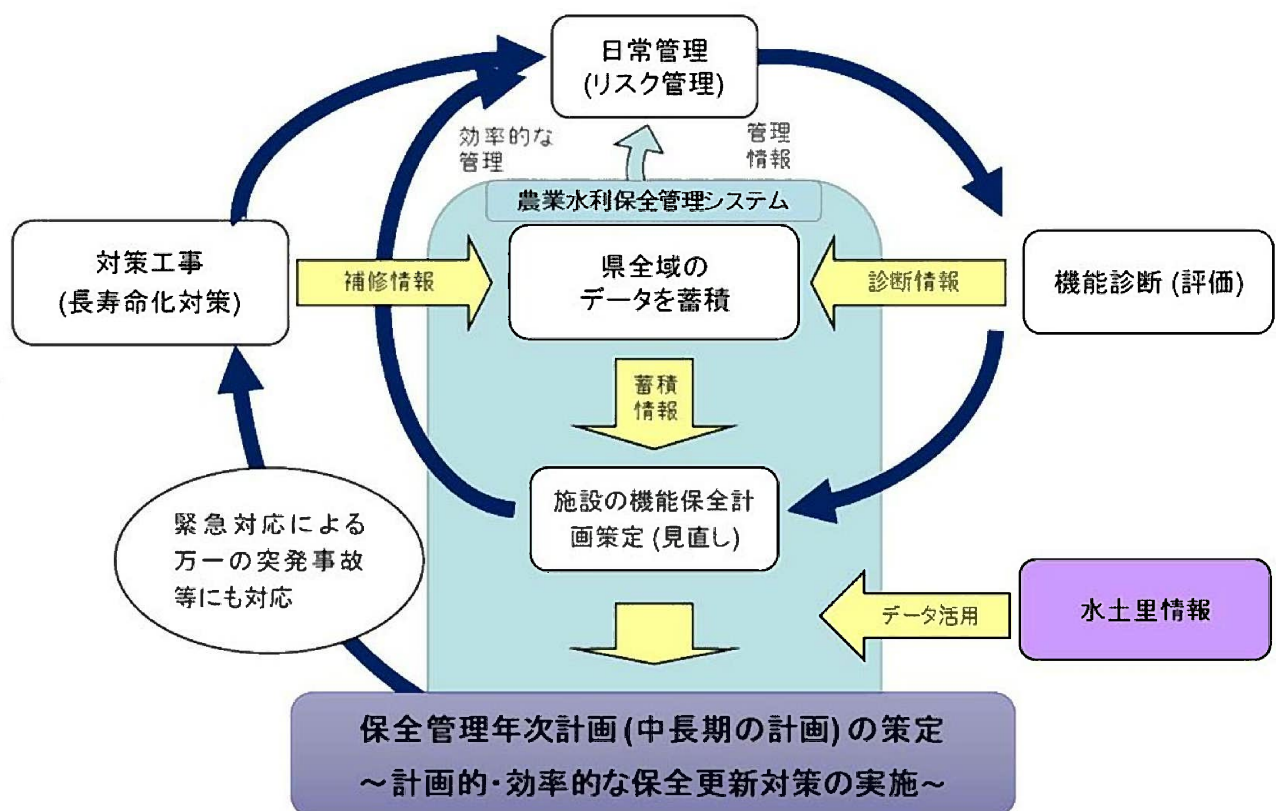 日常管理
(リスク管理)
効率的な
管理
管理
情報
農業水利保全管理システム
対策工事
(長寿命化対策)
補修情報
県全域の
データを蓄積
診断情報
機能診断 (評価)
蓄積
情報
施設の機能保全計
画策定 (見直し)
緊急対応による
万一の突発事故
等にも対応
データ活用
水土里情報
保全管理年次計画 (中長期の計画) の策定
～計画的・効率的な保全更新対策の実施～